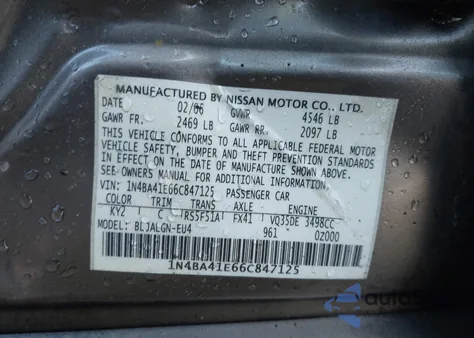 MANUFACTURED BY NISSAN MOTOR CO., LTD.
DATE 02/06 GVWR 4546 LB
GAWR FR. 2469 LB GAWR RR. 2097 LB
THIS VEHICLE CONFORMS TO ALL APPLICABLE FEDERAL MOTOR
VEHICLE SAFETY, BUMPER AND THEFT PREVENTION STANDARDS
IN EFFECT ON THE DATE OF MANUFACTURE SHOWN ABOVE.
SEE OWNERS MANUAL FOR ADDITIONAL INFORMATION.
VIN: 1N4BA41E66C847125 PASSENGER CAR
COLOR TRIM TRANS AXLE ENGINE
KY2 C RS5F51A FX41 VQ35DE 3498CC
MODEL: BLJALGN-EU4 961 0Z000
1N4BA41E66C847125